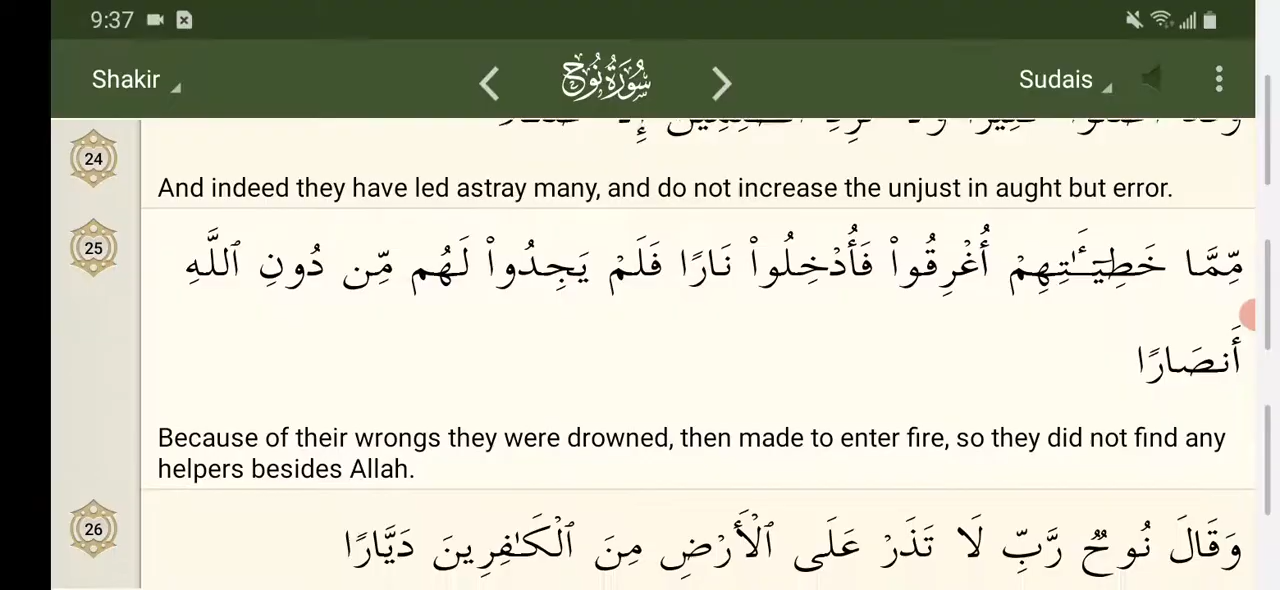 9:37
Shakir
سُورَةُ نُوحٍ
Sudais
24
And indeed they have led astray many, and do not increase the unjust in aught but error.
25
مِّمَّا خَطِيٓـَٰٔتِهِمْ أُغْرِقُوا۟ فَأُدْخِلُوا۟ نَارًا فَلَمْ يَجِدُوا۟ لَهُم مِّن دُونِ ٱللَّهِ
أَنصَارًا
Because of their wrongs they were drowned, then made to enter fire, so they did not find any
helpers besides Allah.
26
وَقَالَ نُوحٌ رَّبِّ لَا تَذَرْ عَلَى ٱلْأَرْضِ مِنَ ٱلْكَـٰفِرِينَ دَيَّارًا